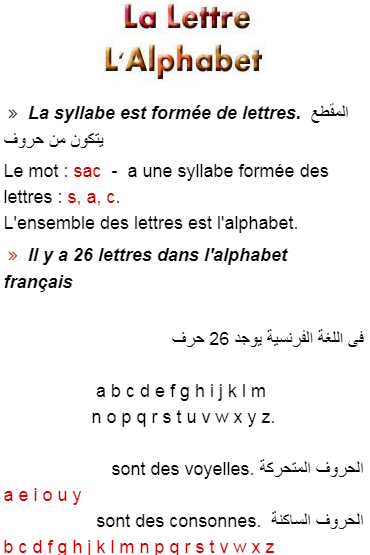 La Lettre
L'Alphabet
» La syllabe est formée de lettres. المقطع
يتكون من حروف
Le mot : sac - a une syllabe formée des
lettres : s, a, c.
L'ensemble des lettres est l'alphabet.
» Il y a 26 lettres dans l'alphabet
français
فى اللغة الفرنسية يوجد 26 حرف
a b c d e f g h i j k l m
n o p q r s t u v w x y z.
sont des voyelles. الحروف المتحركة
a e i o u y
sont des consonnes. الحروف الساكنة
b c d f g h j k l m n p q r s t v w x z